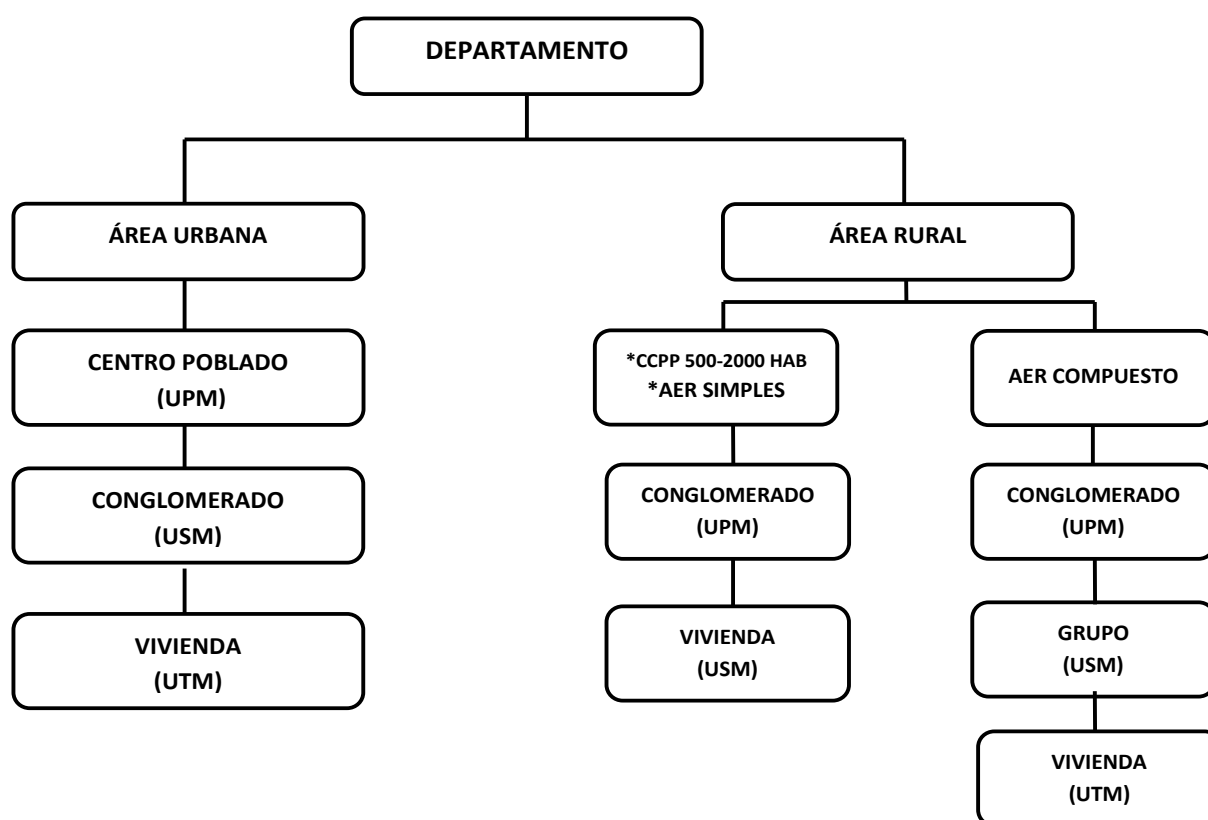 DEPARTAMENTO
ÁREA URBANA
ÁREA RURAL
CENTRO POBLADO
(UPM)
*CCPP 500-2000 HAB
*AER SIMPLES
AER COMPUESTO
CONGLOMERADO
(USM)
CONGLOMERADO
(UPM)
CONGLOMERADO
(UPM)
VIVIENDA
(UTM)
VIVIENDA
(USM)
GRUPO
(USM)
VIVIENDA
(UTM)